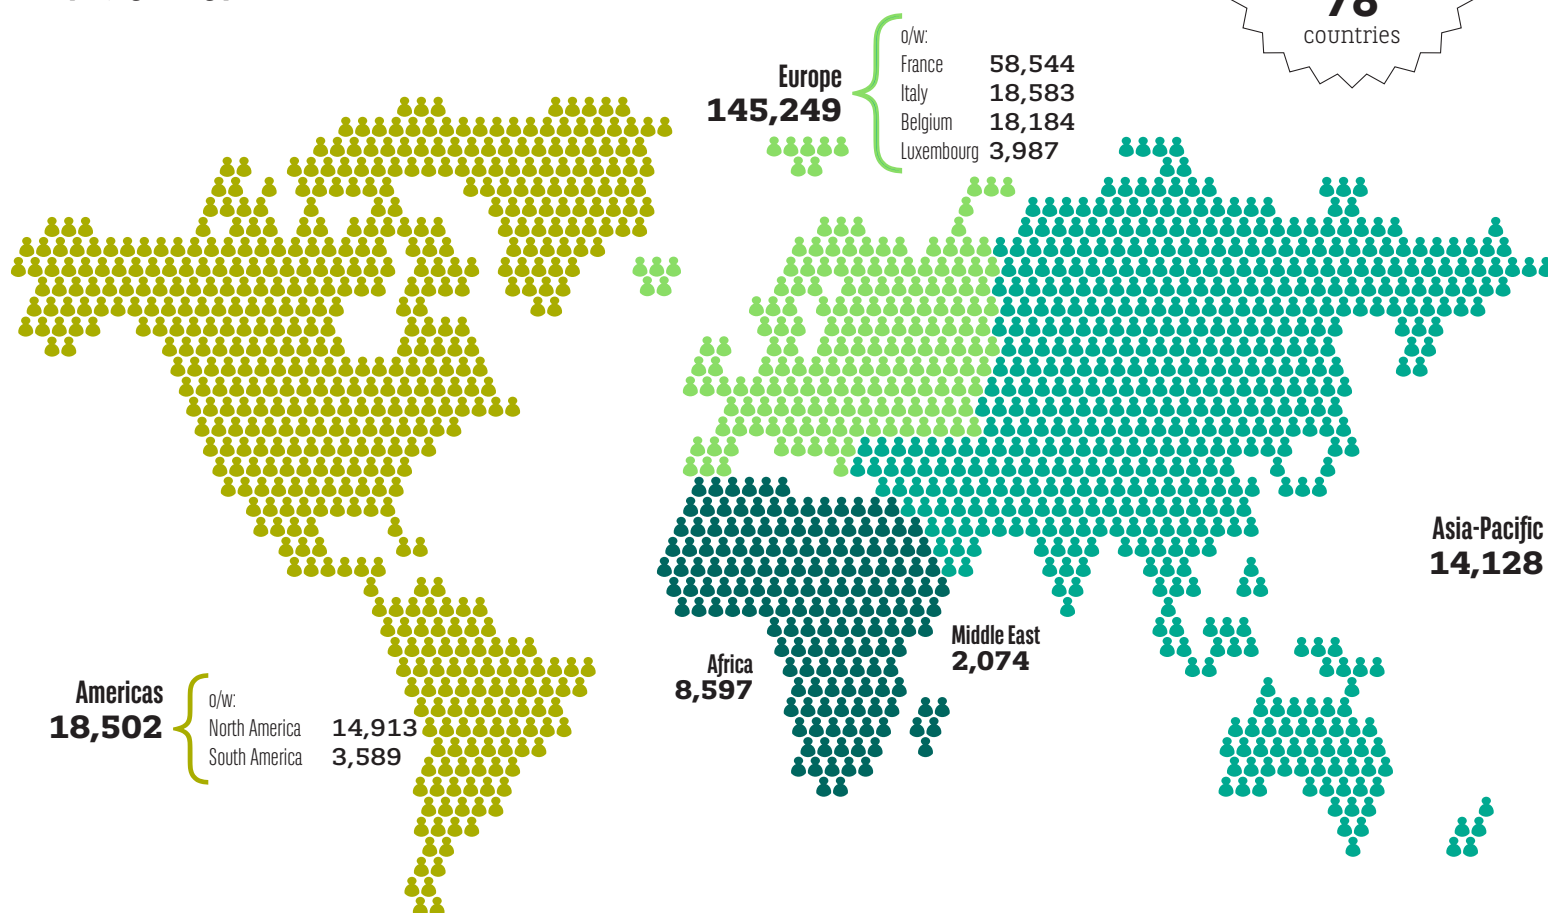 78
countries
Europe
145,249
o/w:
France 58,544
Italy 18,583
Belgium 18,184
Luxembourg 3,987
Asia-Pacific
14,128
Middle East
2,074
Africa
8,597
Americas
18,502
o/w:
North America 14,913
South America 3,589